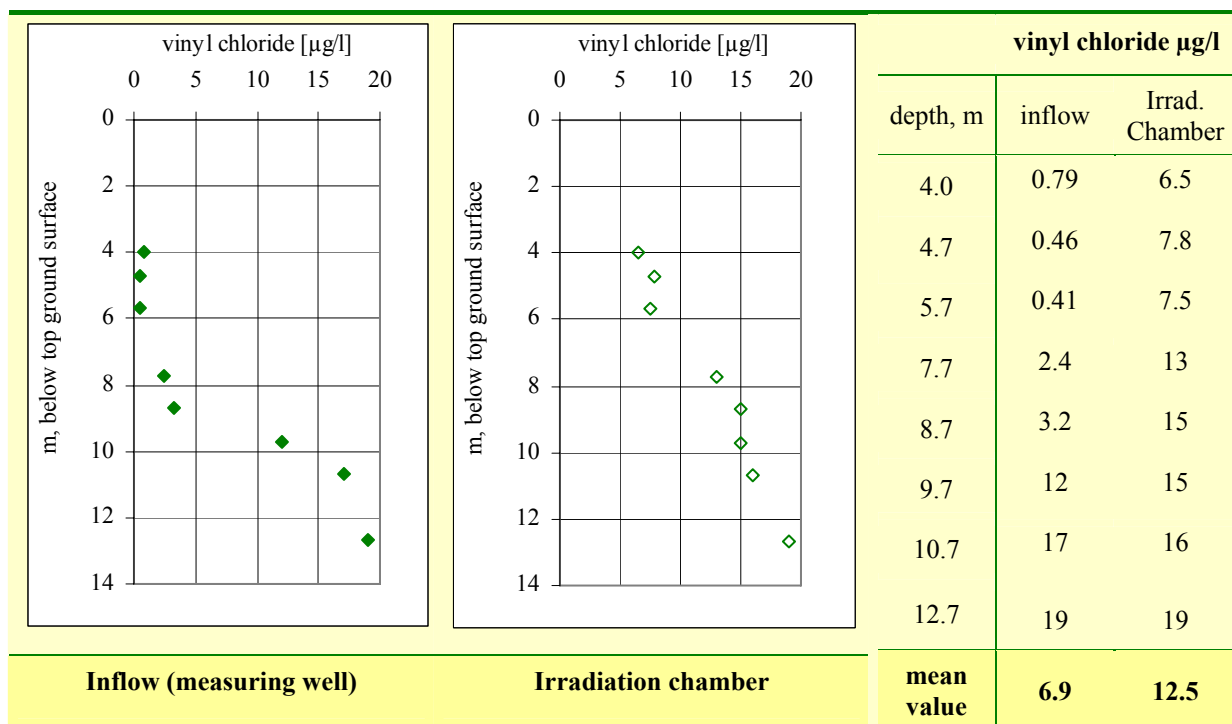 vinyl chloride [µg/l]
0 5 10 15 20
0
2
4
6
8
10
12
14
m, below top ground surface
Inflow (measuring well)
vinyl chloride [µg/l]
0 5 10 15 20
0
2
4
6
8
10
12
14
m, below top ground surface
Irradiation chamber
vinyl chloride µg/l
depth, m inflow Irrad.
Chamber
4.0 0.79 6.5
4.7 0.46 7.8
5.7 0.41 7.5
7.7 2.4 13
8.7 3.2 15
9.7 12 15
10.7 17 16
12.7 19 19
mean
value 6.9 12.5